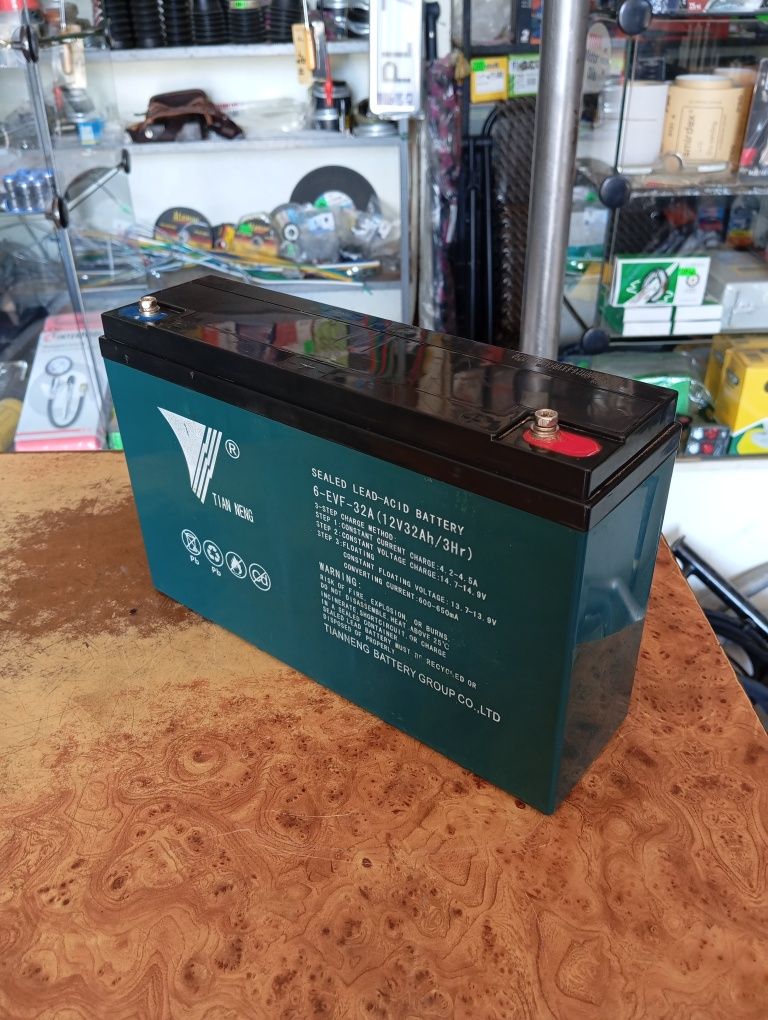 ®
TIAN NENG
Pb
Pb
SEALED LEAD-ACID BATTERY
6-EVF-32A(12V32Ah/3Hr)
3-STEP CHARGE METHOD:
STEP 1:CONSTANT CURRENT CHARGE:4.2-4.5A
STEP 2:CONSTANT VOLTAGE CHARGE:14.7-14.9V
STEP 3:FLOATING
CONSTANT FLOATING VOLTAGE:13.7-13.9V
CONVERTING CURRENT:600-650mA
WARNING:
RISK OF FIRE, EXPLOSION, OR BURNS
DO NOT DISASSEMBLE,HEAT ABOVE 25℃
INCINERAT,SHORTCIRCUIT,OR CHARGE
IN A SEALED CONTAINER
SEALED LEAD BATTERY MUST BE RECYCLED OR
DISPOSED OF PROPERLY
TIANNENG BATTERY GROUP.CO.,LTD